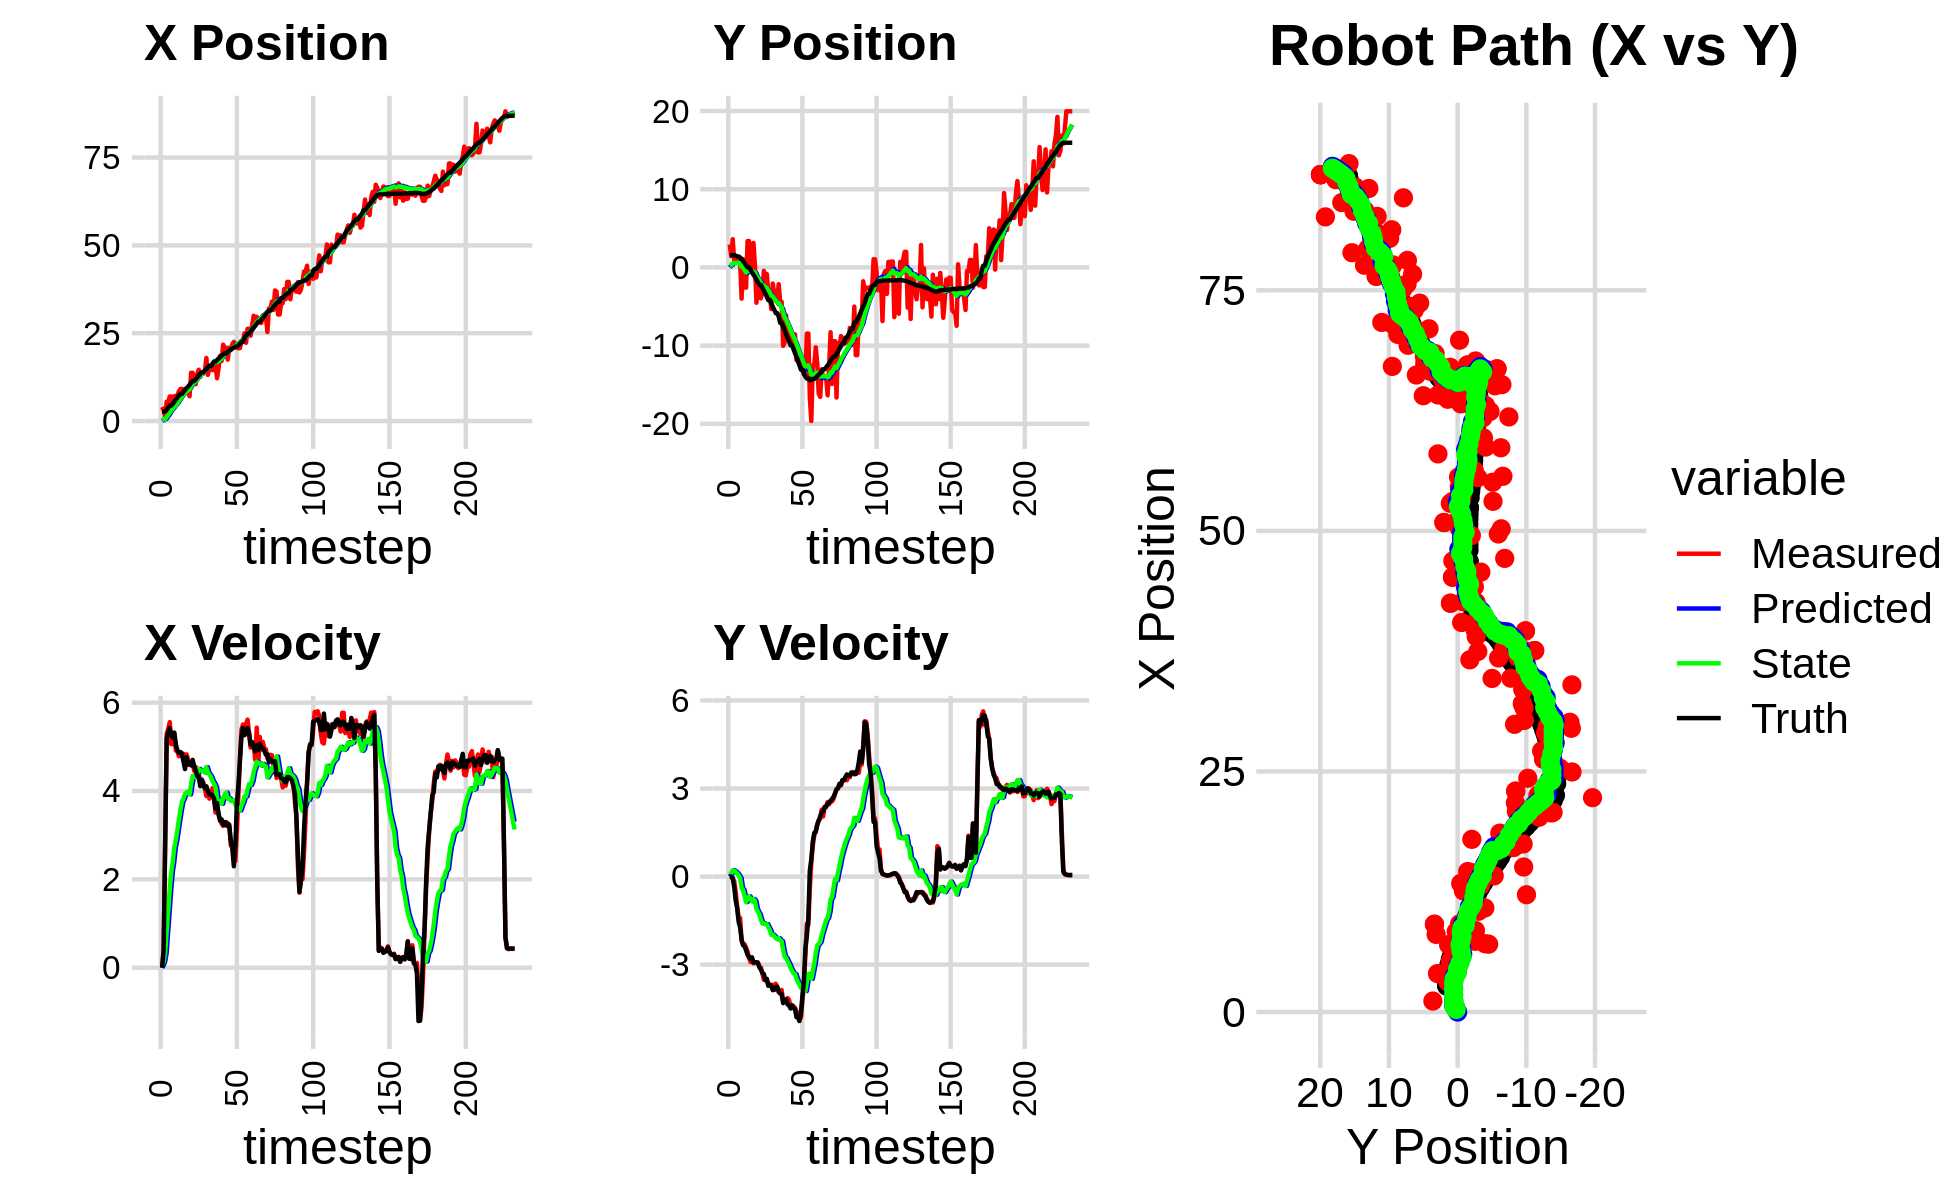 X Position
75
50
25
0
0
50
100
150
200
timestep
Y Position
20
10
0
-10
-20
0
50
100
150
200
timestep
X Velocity
6
4
2
0
0
50
100
150
200
timestep
Y Velocity
6
3
0
-3
0
50
100
150
200
timestep
Robot Path (X vs Y)
X Position
75
50
25
0
20 10 0 -10 -20
Y Position
variable
Measured
Predicted
State
Truth